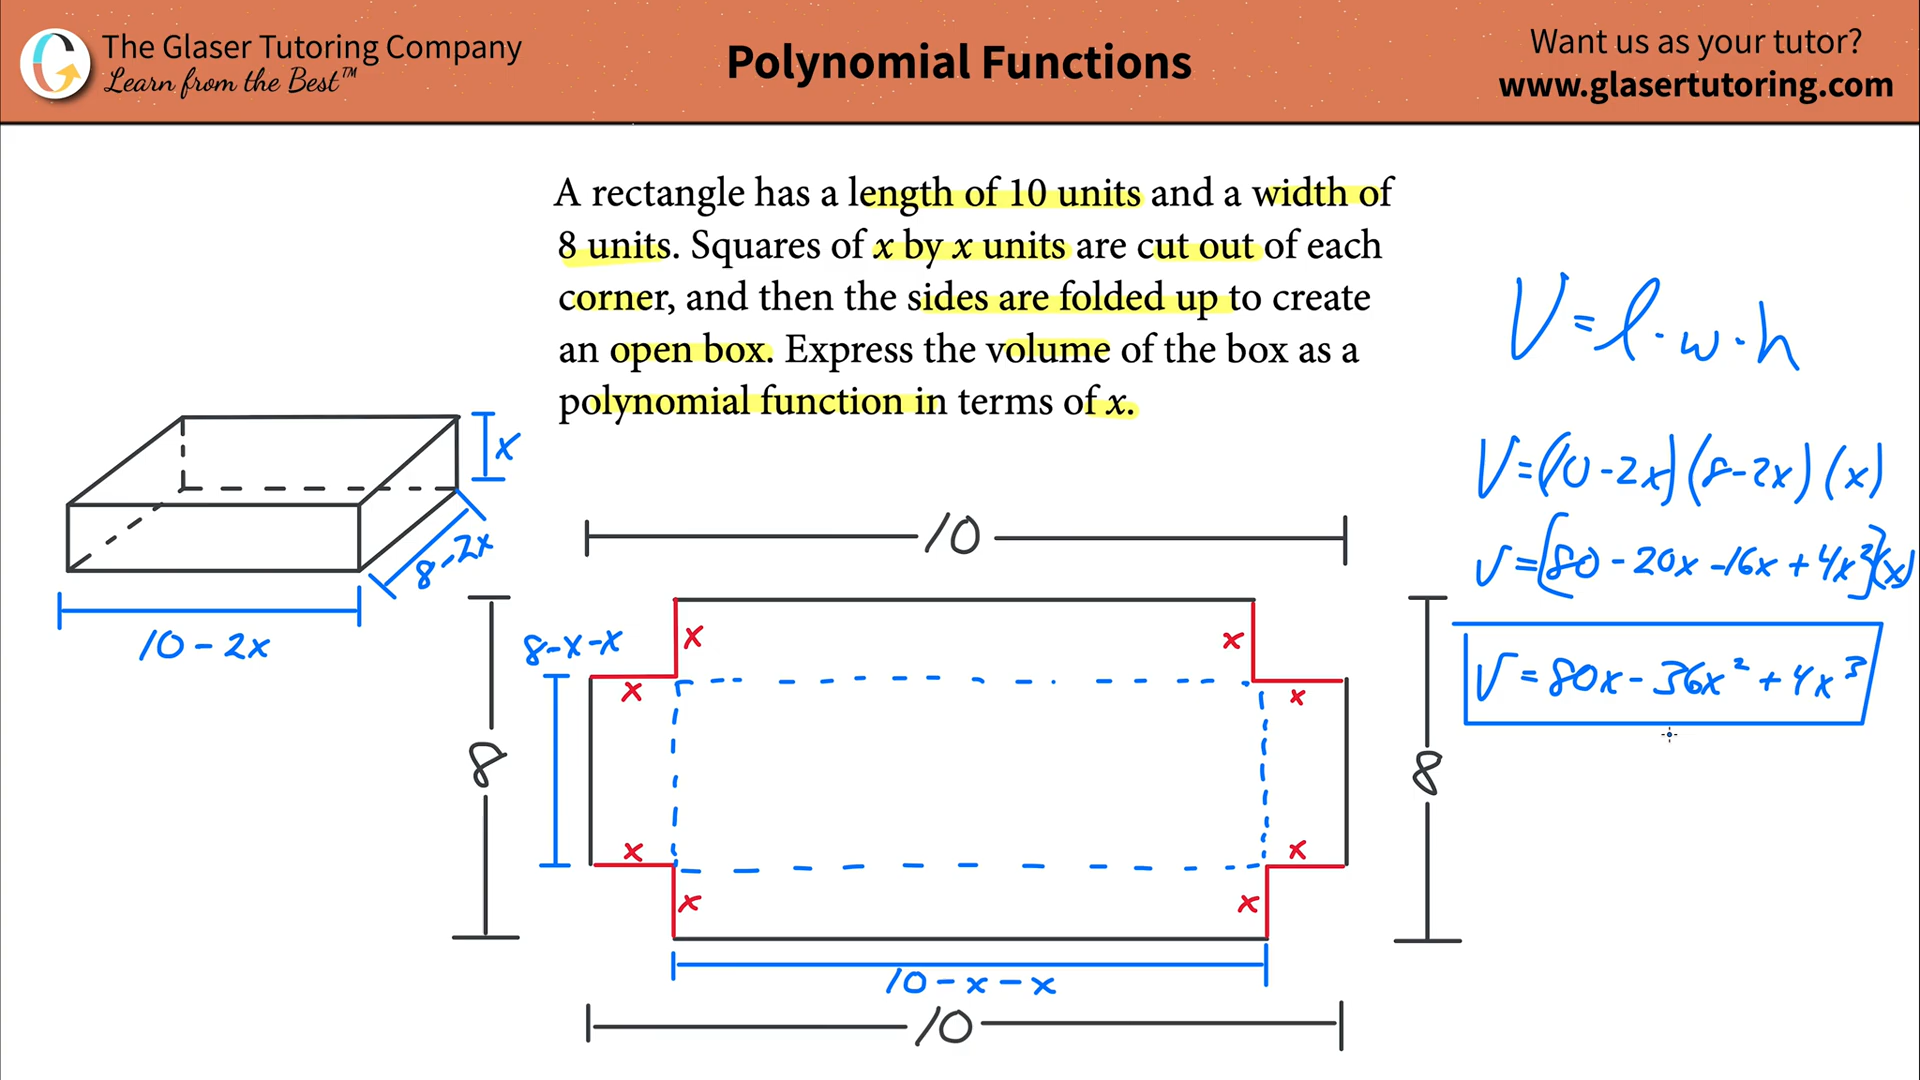 The Glaser Tutoring Company
Learn from the Best™
Polynomial Functions
Want us as your tutor?
www.glasertutoring.com
A rectangle has a length of 10 units and a width of
8 units. Squares of x by x units are cut out of each
corner, and then the sides are folded up to create
an open box. Express the volume of the box as a
polynomial function in terms of x.
V = l · w · h
V = (10 - 2x)(8 - 2x)(x)
V = [80 - 20x - 16x + 4x²](x)
V = 80x - 36x² + 4x³
x
8 - 2x
10 - 2x
10
8 - x - x
x
x
x
x
8
8
x
x
x
x
10 - x - x
10